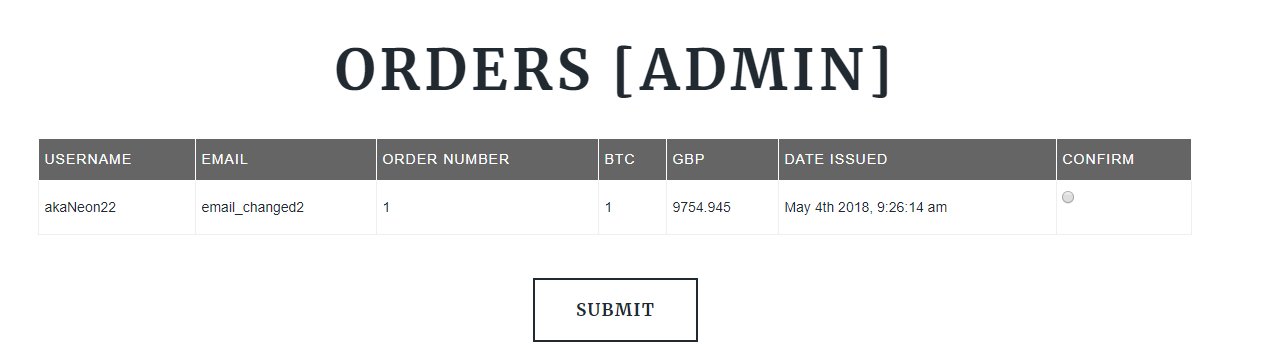 ORDERS [ADMIN]
USERNAME EMAIL ORDER NUMBER BTC GBP DATE ISSUED CONFIRM
akaNeon22 email_changed2 1 1 9754.945 May 4th 2018, 9:26:14 am
SUBMIT